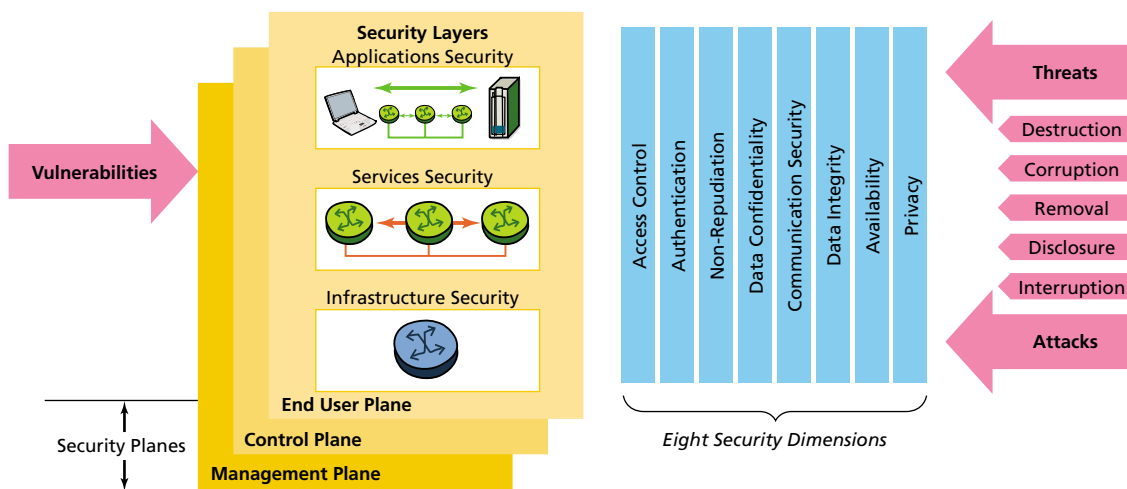 Security Layers
Applications Security
Services Security
Infrastructure Security
End User Plane
Control Plane
Management Plane
Vulnerabilities
Security Planes
Access Control
Authentication
Non-Repudiation
Data Confidentiality
Communication Security
Data Integrity
Availability
Privacy
Eight Security Dimensions
Threats
Destruction
Corruption
Removal
Disclosure
Interruption
Attacks